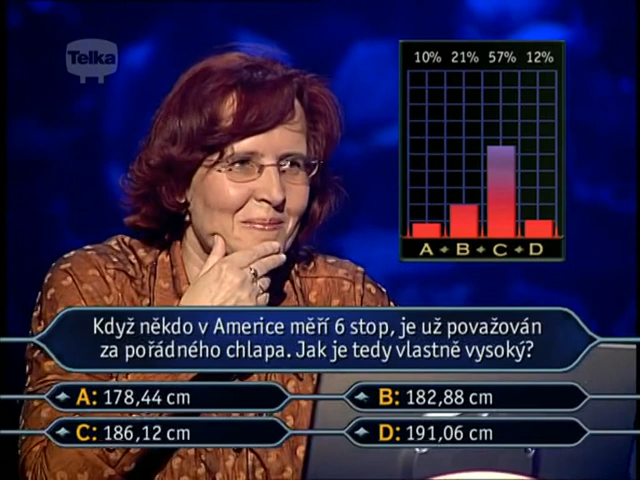 Telka
10% 21% 57% 12%
A B C D
Když někdo v Americe měří 6 stop, je už považován
za pořádného chlapa. Jak je tedy vlastně vysoký?
A: 178,44 cm
B: 182,88 cm
C: 186,12 cm
D: 191,06 cm